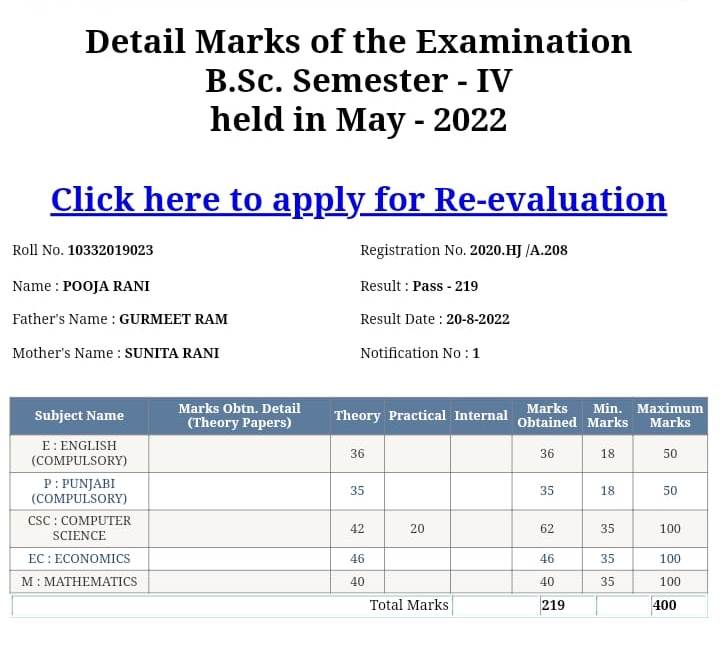 Detail Marks of the Examination
B.Sc. Semester - IV
held in May - 2022
Click here to apply for Re-evaluation
Roll No. 10332019023 Registration No. 2020.HJ /A.208
Name : POOJA RANI Result : Pass - 219
Father's Name : GURMEET RAM Result Date : 20-8-2022
Mother's Name : SUNITA RANI Notification No : 1
Subject Name Marks Obtn. Detail (Theory Papers) Theory Practical Internal Marks Obtained Min. Marks Maximum Marks
E : ENGLISH (COMPULSORY) 36 36 18 50
P : PUNJABI (COMPULSORY) 35 35 18 50
CSC : COMPUTER SCIENCE 42 20 62 35 100
EC : ECONOMICS 46 46 35 100
M : MATHEMATICS 40 40 35 100
Total Marks 219 400